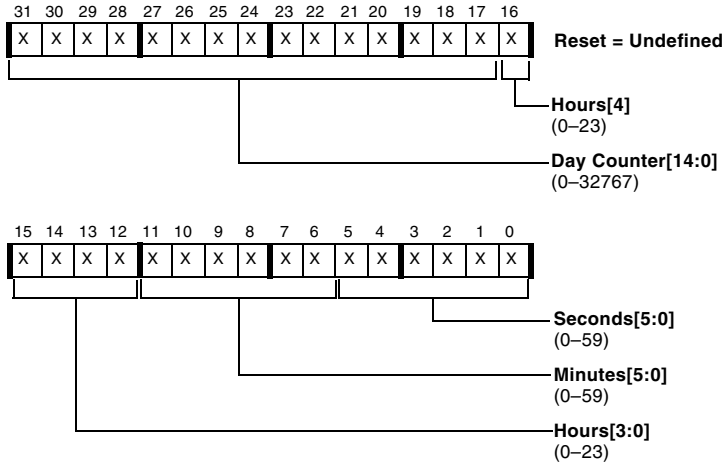 31 30 29 28 27 26 25 24 23 22 21 20 19 18 17 16
X X X X X X X X X X X X X X X X Reset = Undefined
Hours[4]
(0–23)
Day Counter[14:0]
(0–32767)
15 14 13 12 11 10 9 8 7 6 5 4 3 2 1 0
X X X X X X X X X X X X X X X X
Seconds[5:0]
(0–59)
Minutes[5:0]
(0–59)
Hours[3:0]
(0–23)